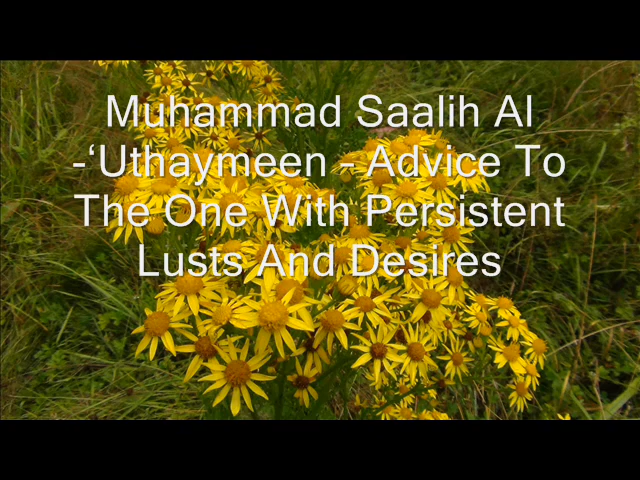 Muhammad Saalih Al
-‘Uthaymeen - Advice To
The One With Persistent
Lusts And Desires